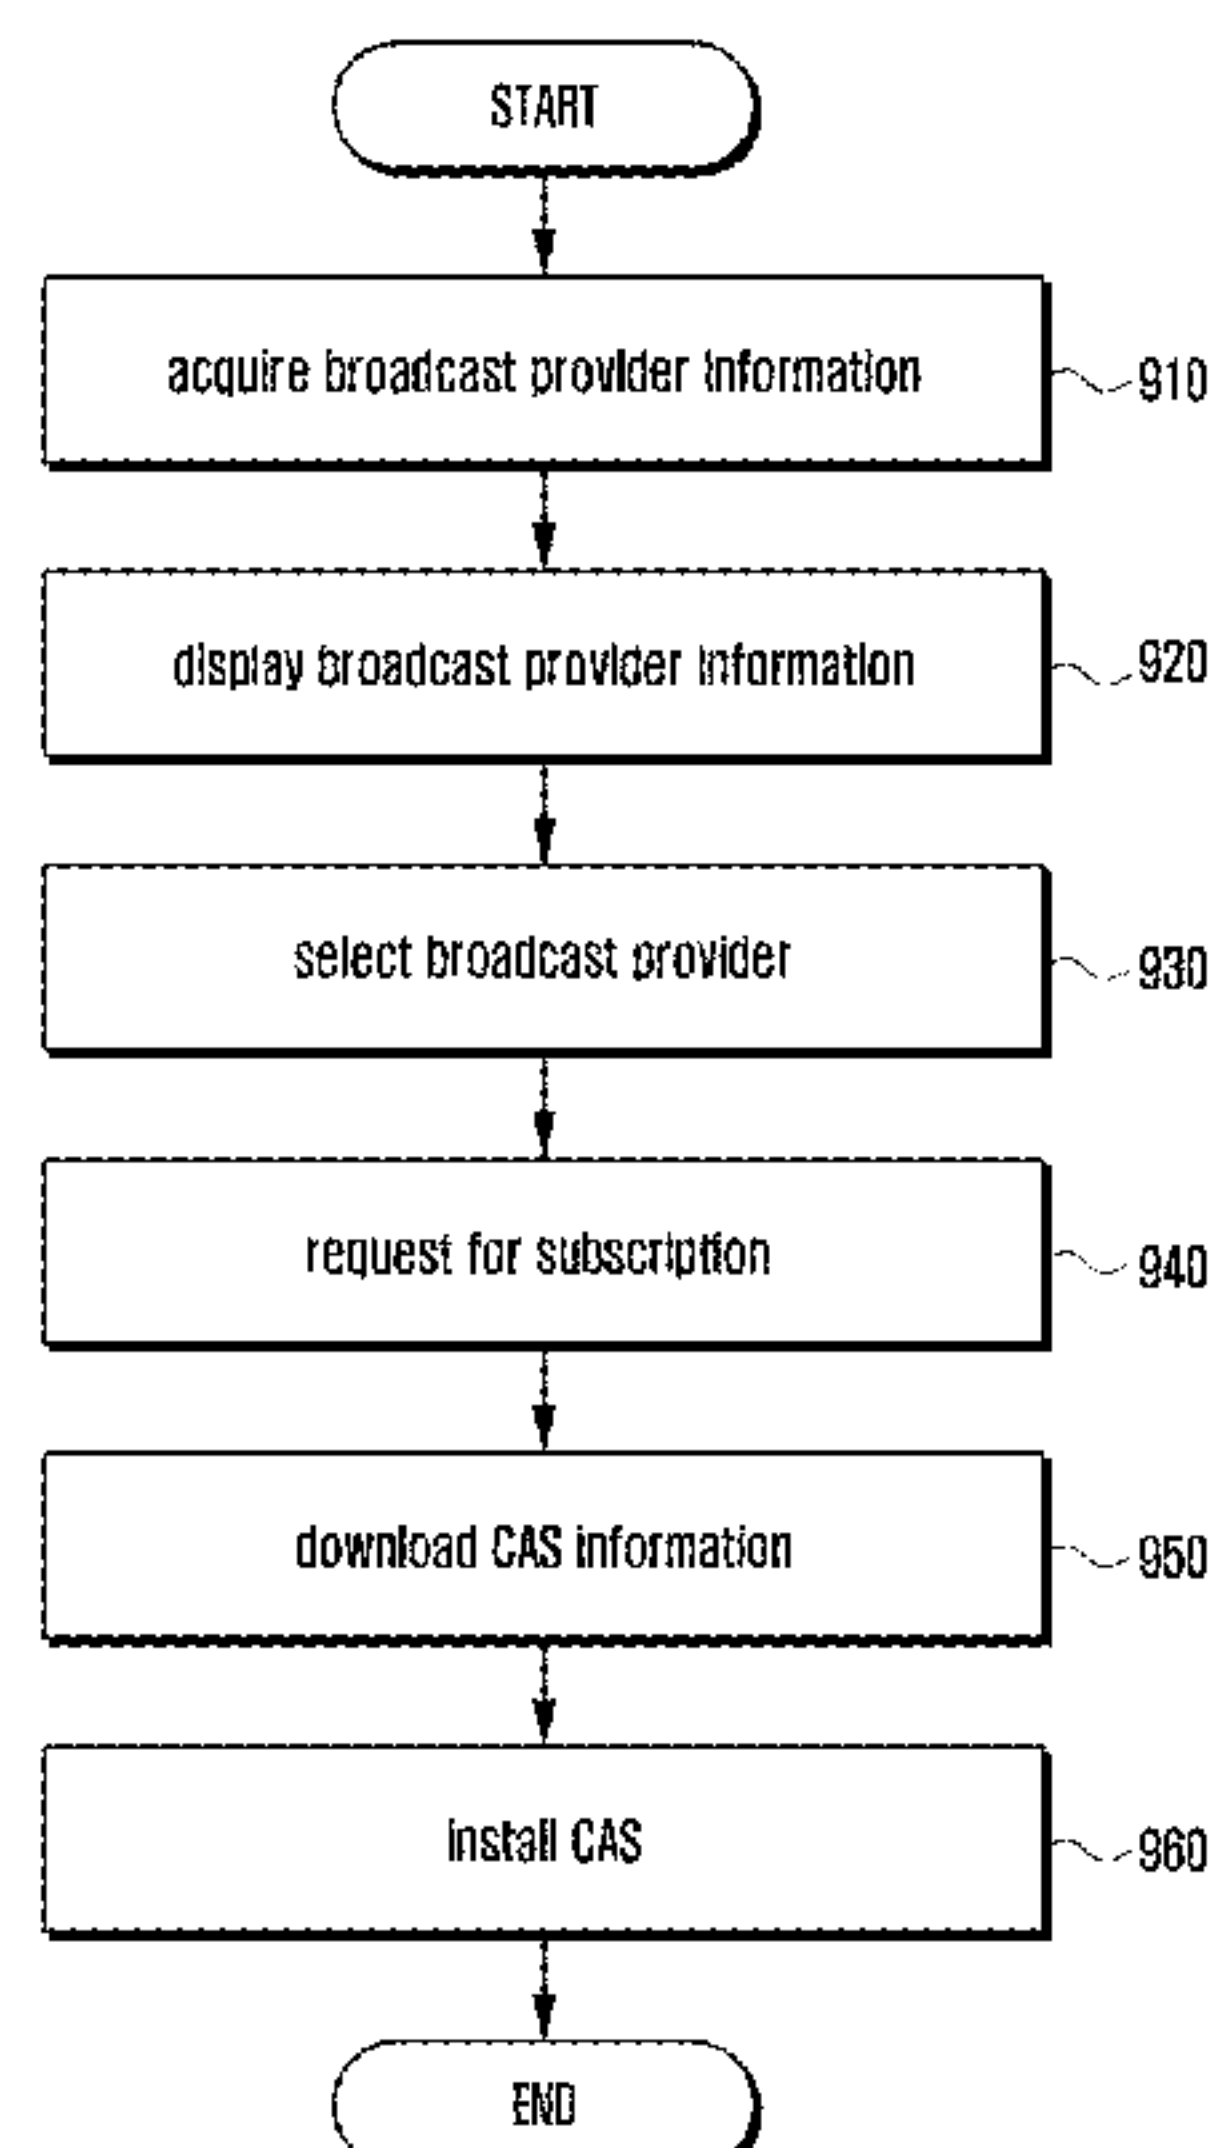 START
acquire broadcast provider information
910
display broadcast provider information
920
select broadcast provider
930
request for subscription
940
download CAS information
950
install CAS
960
END